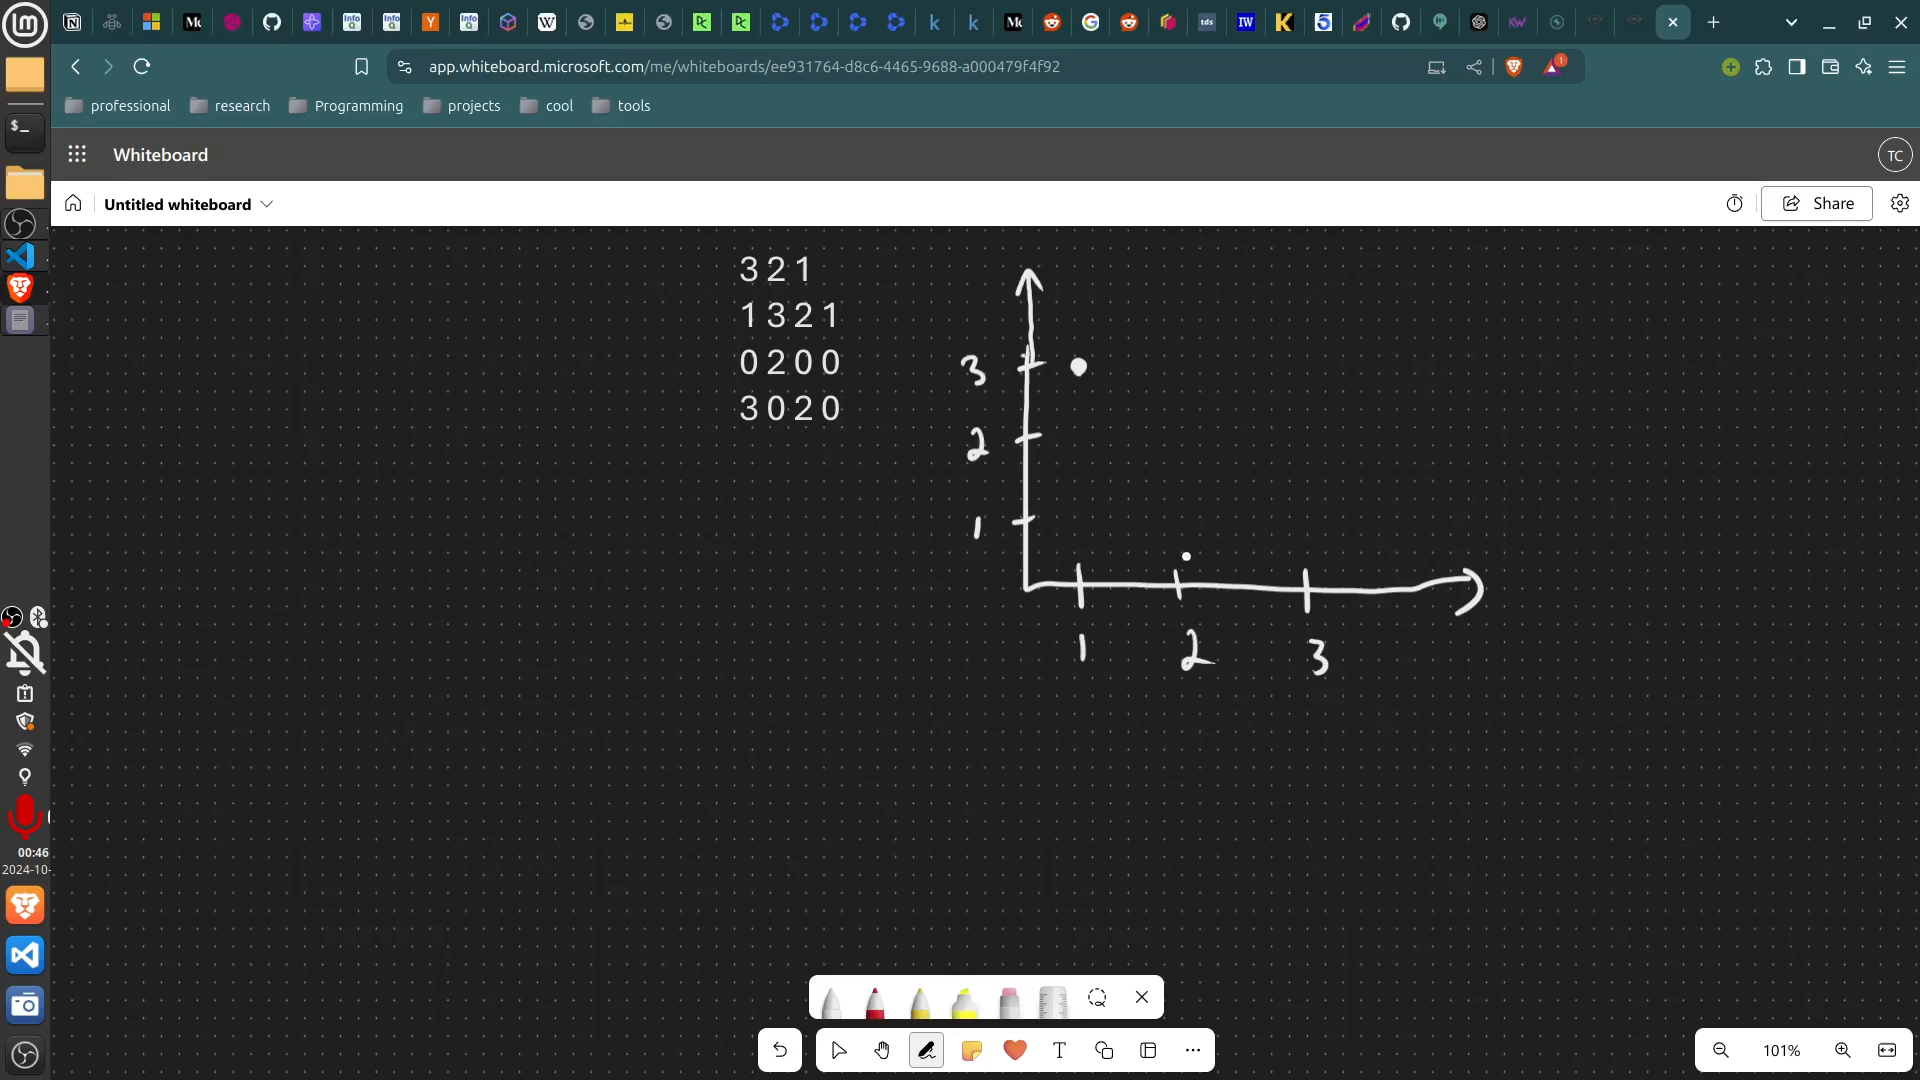 app.whiteboard.microsoft.com/me/whiteboards/ee931764-d8c6-4465-9688-a000479f4f92
professional research Programming projects cool tools
Whiteboard
TC
Untitled whiteboard
Share
3 2 1
1 3 2 1
0 2 0 0
3 0 2 0
3
2
1
1 2 3
00:46
2024-10-
101%